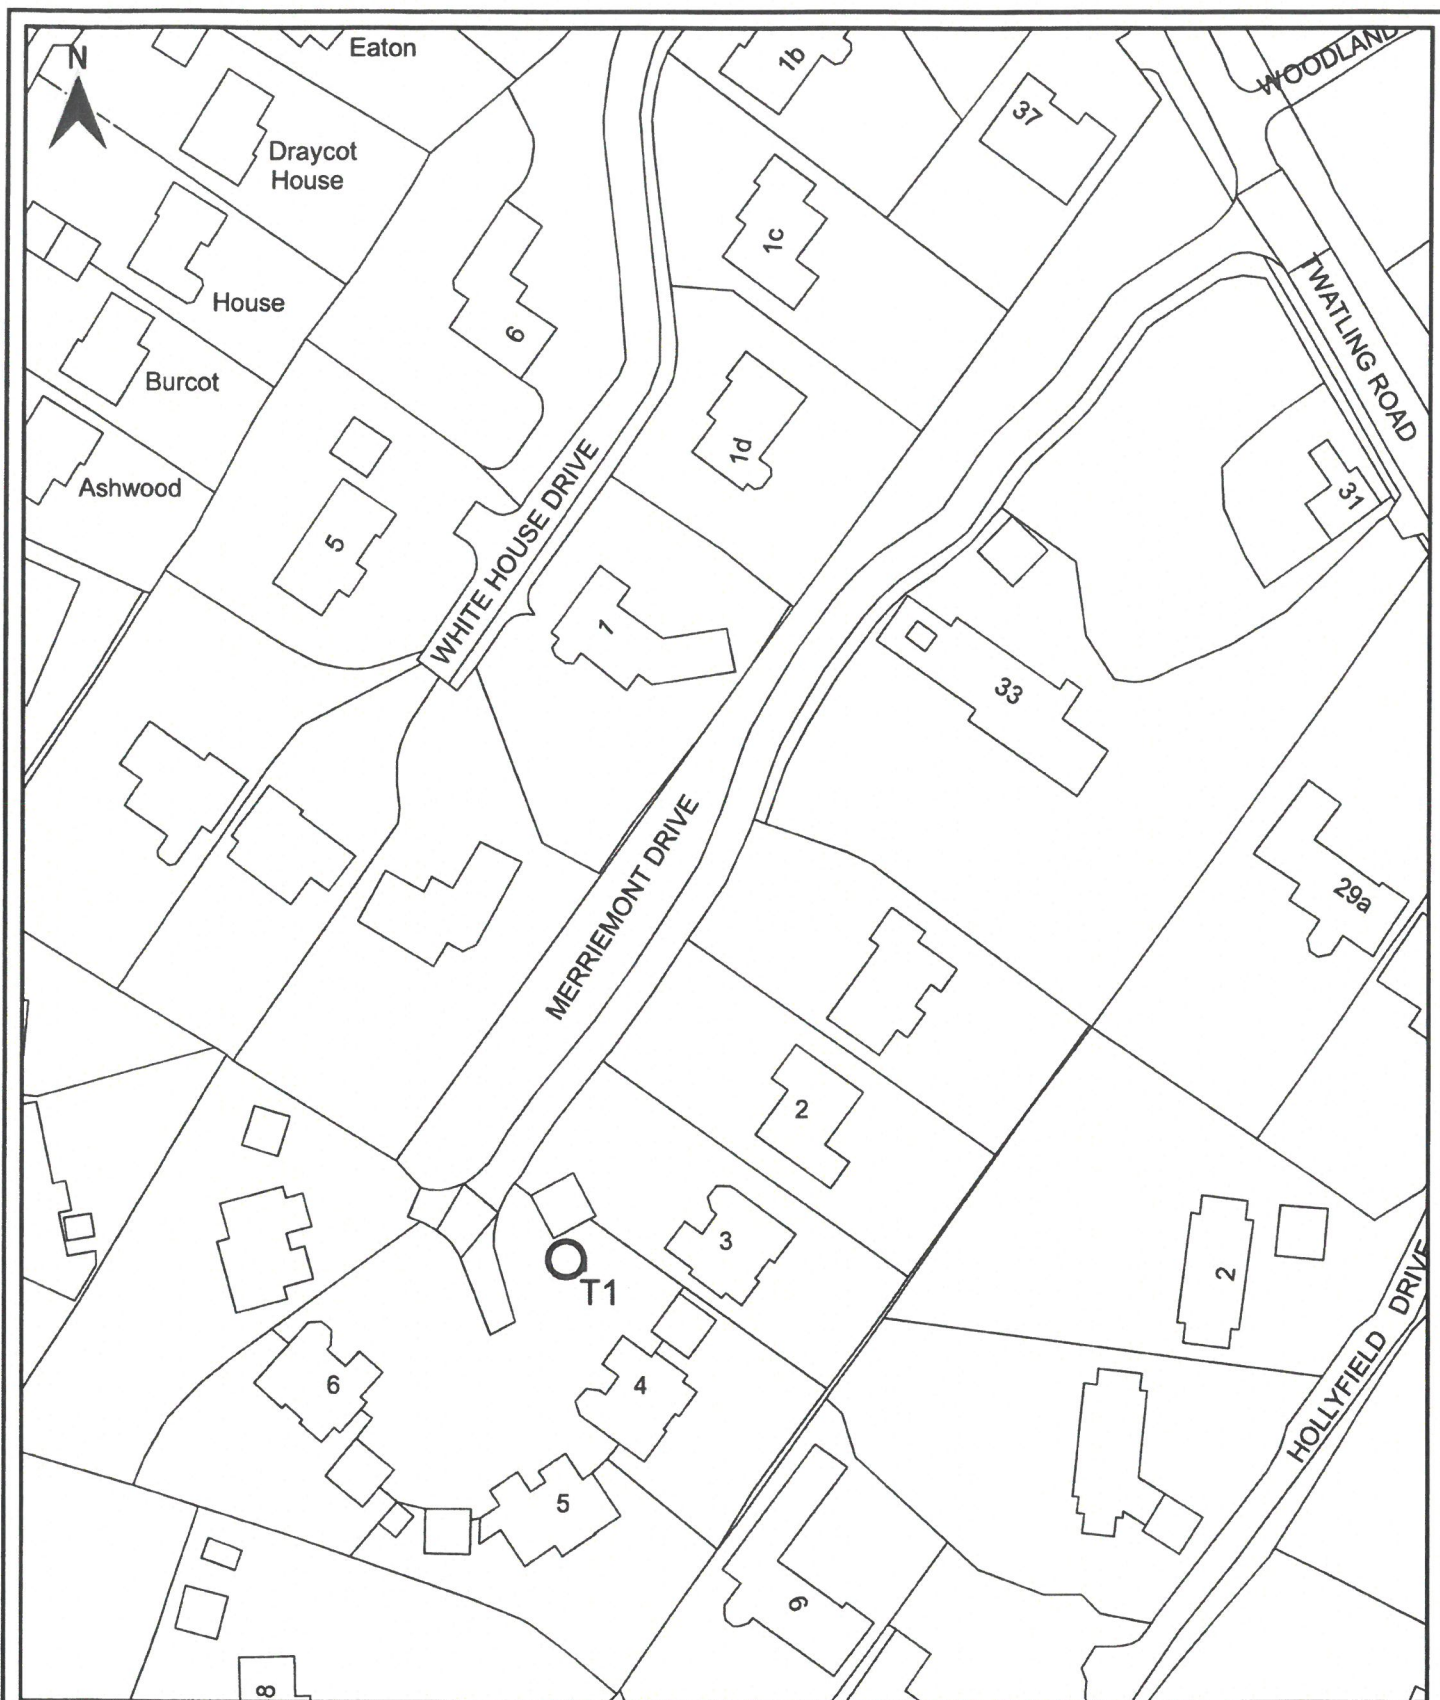 Eaton
N
1b
WOODLAND
37
Draycot
House
1c
House
6
TWATLING ROAD
Burcot
1d
Ashwood
31
5
WHITE HOUSE DRIVE
1
33
29a
MERRIEMONT DRIVE
2
3
2
T1
HOLLYFIELD DRIVE
6
4
5
6
8